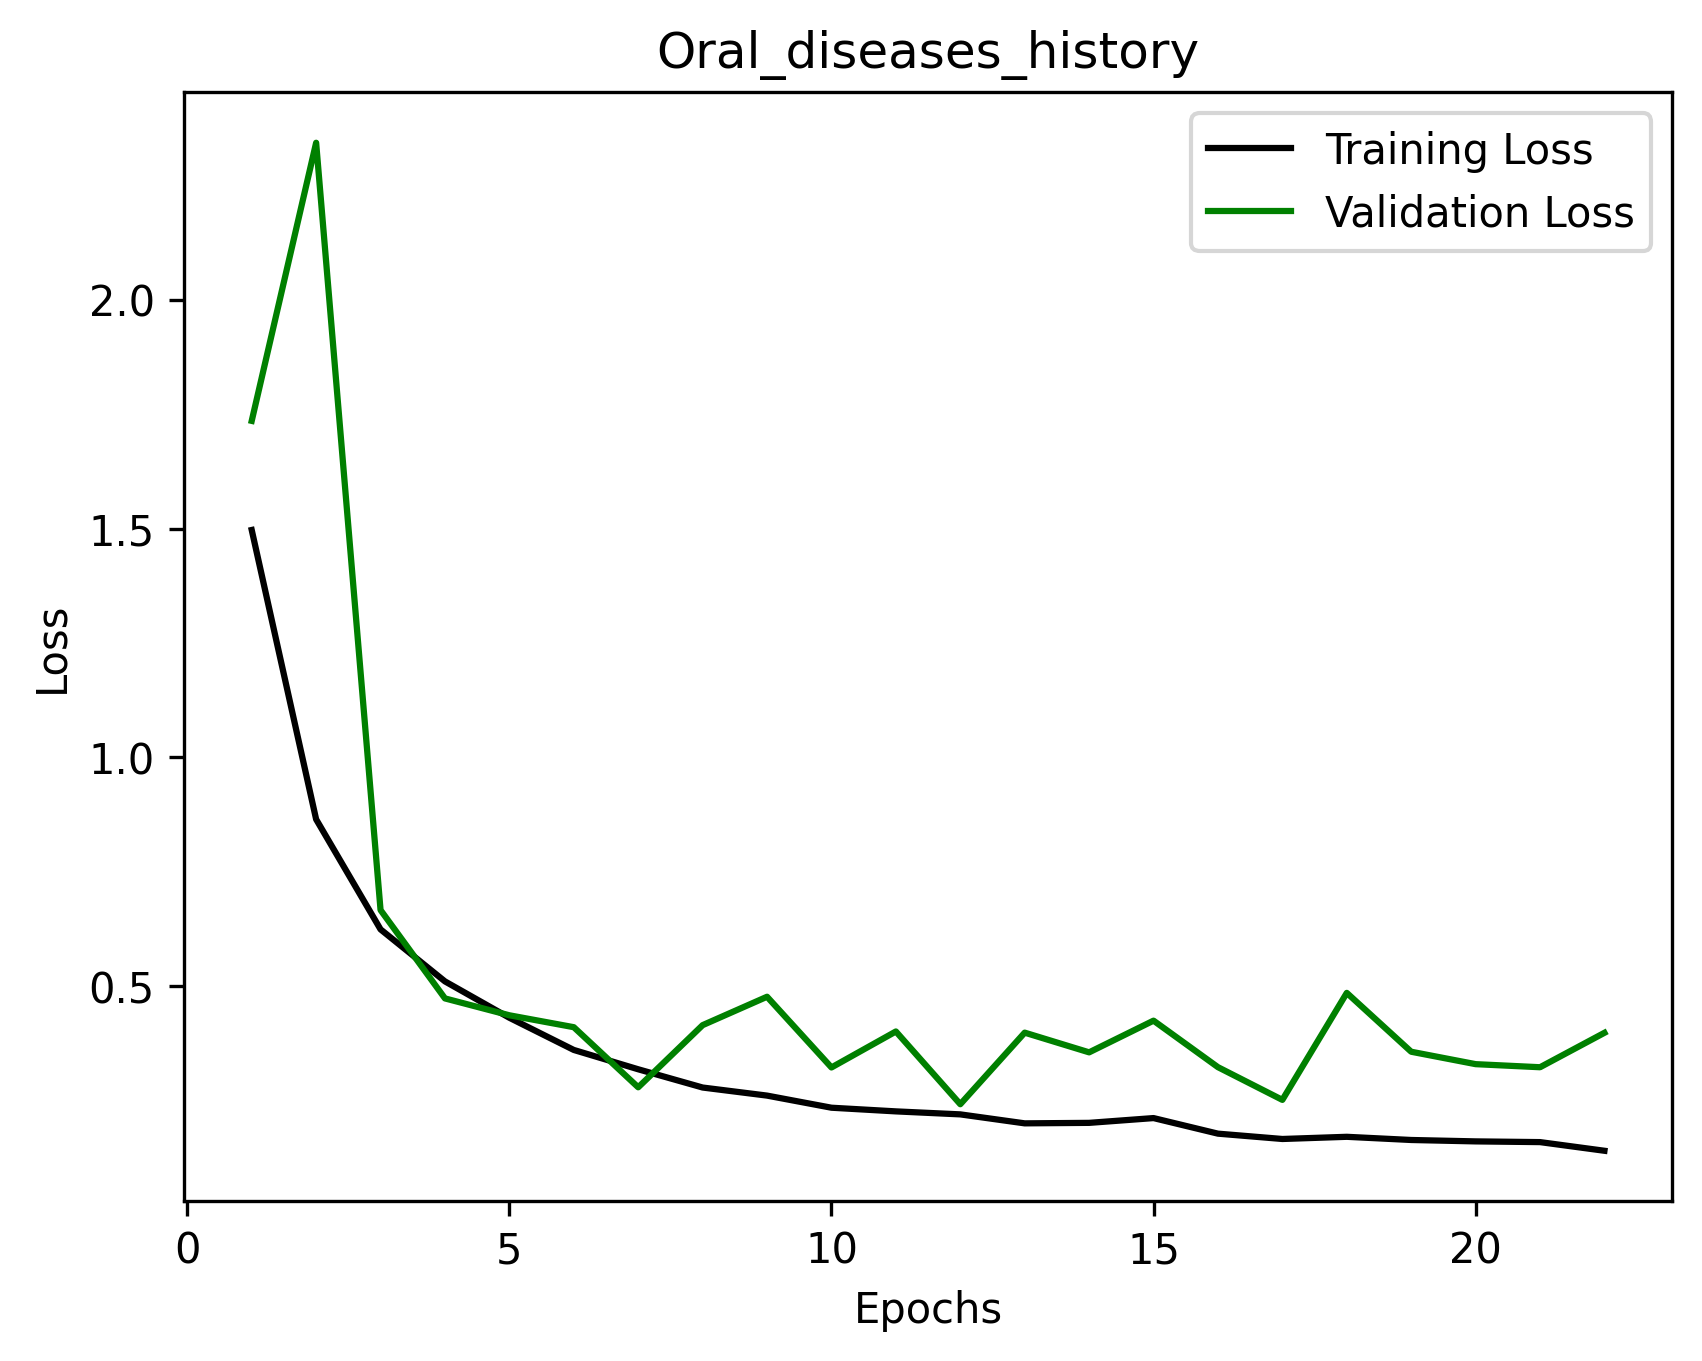 Oral_diseases_history
Training Loss
Validation Loss
2.0
1.5
1.0
0.5
Loss
0 5 10 15 20
Epochs